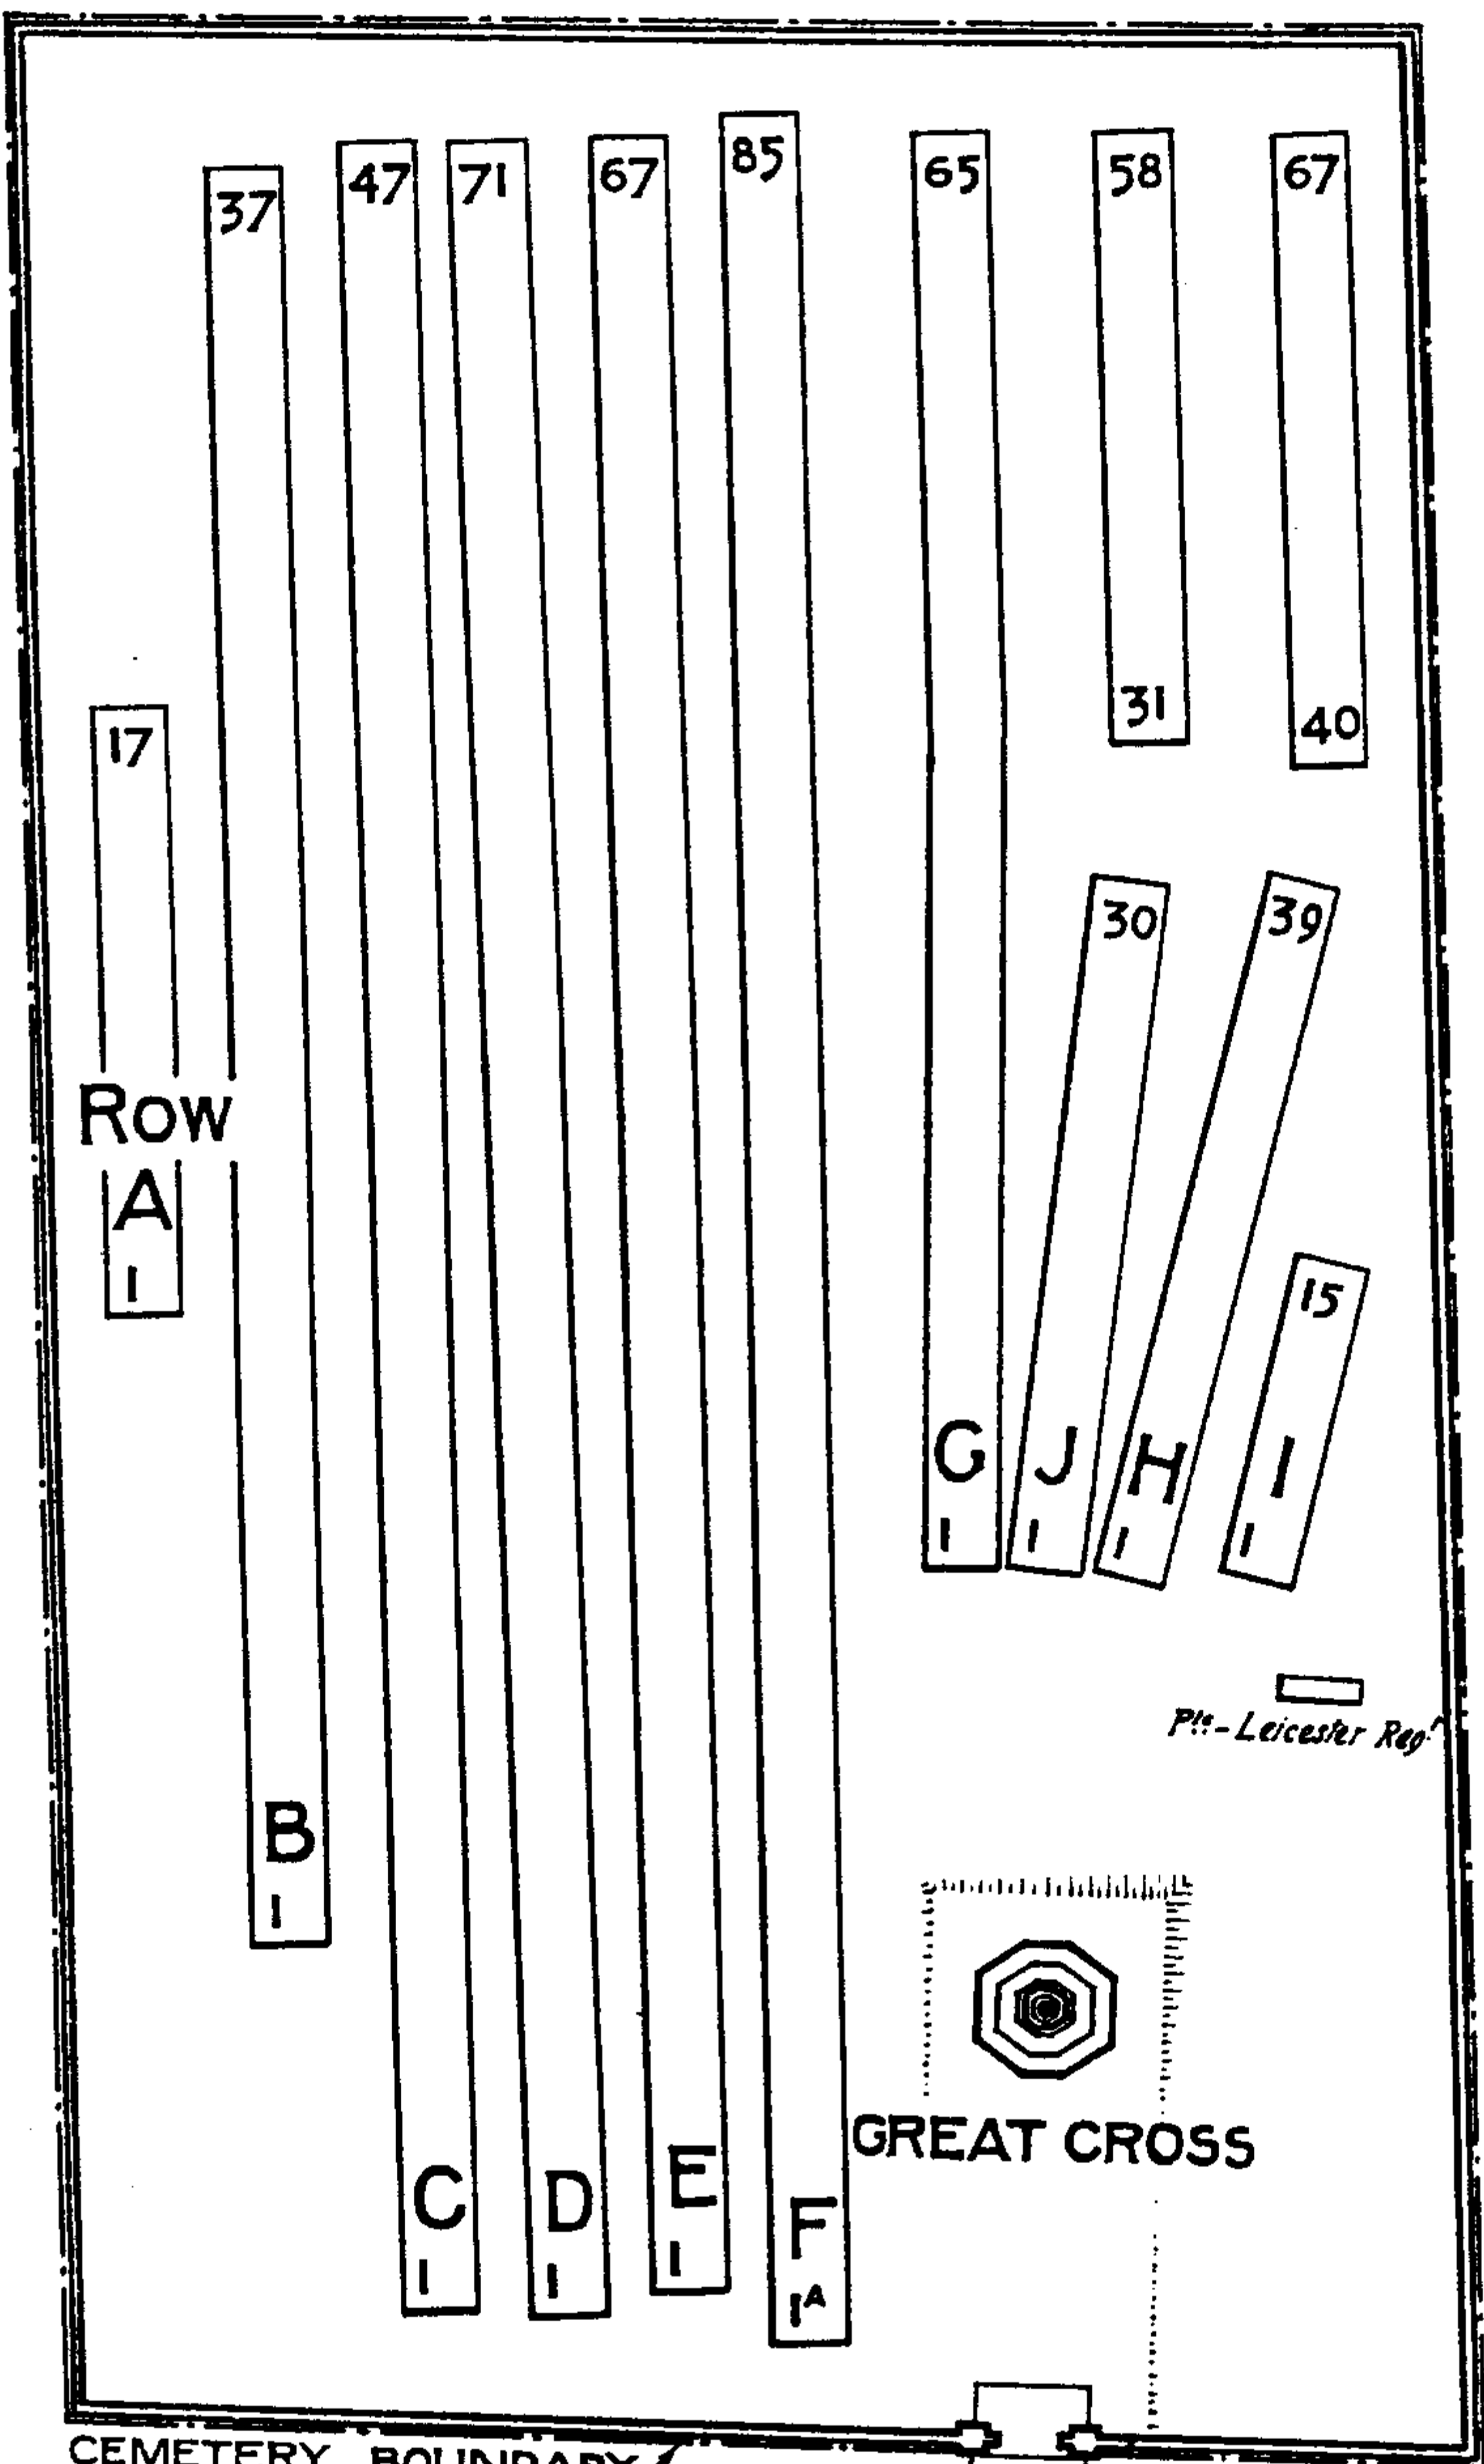 85
47
71
67
65
58
67
37
31
40
17
30
39
Row
A
1
15
G
J
H
I
1
1
1
1
Pte - Leicester Regt
B
1
GREAT CROSS
C
D
E
F
1
1
1
1A
CEMETERY BOUNDARY